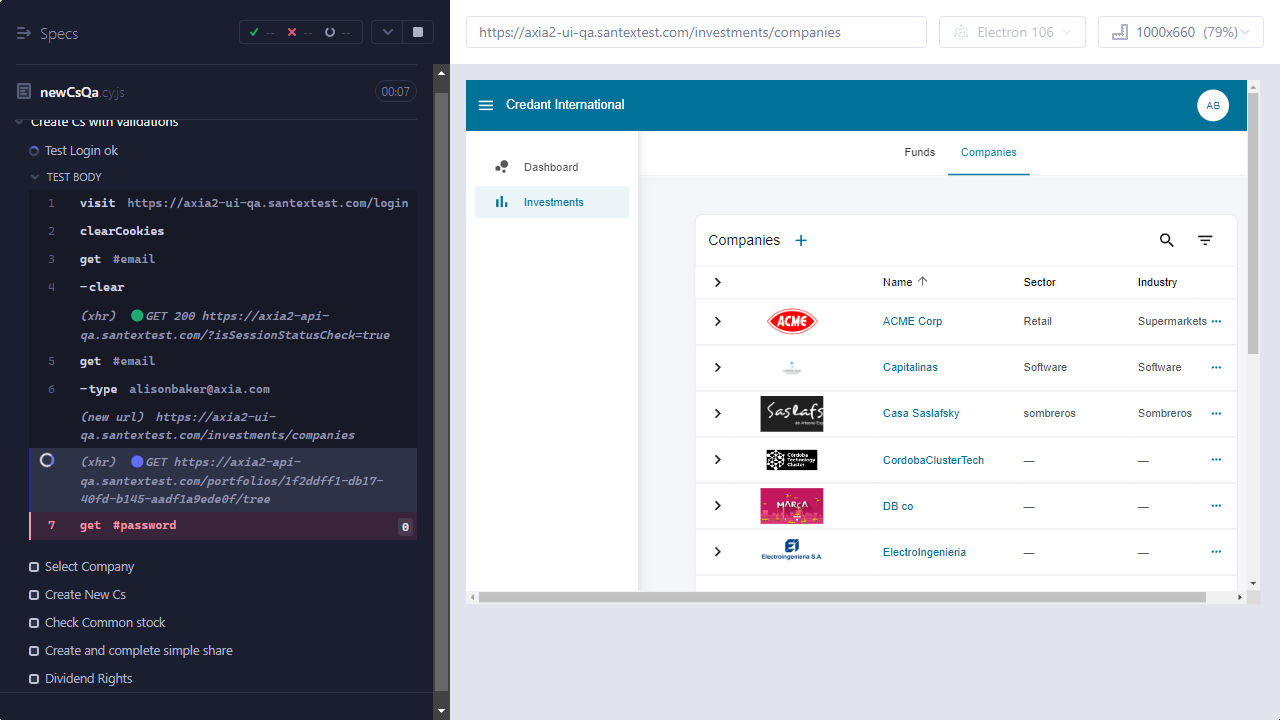 Specs
--
--
--
newCsQa.cy.js
00:07
Create Cs with validations
Test Login ok
TEST BODY
1 visit https://axia2-ui-qa.santextest.com/login
2 clearCookies
3 get #email
4 -clear
(xhr) GET 200 https://axia2-api-
qa.santextest.com/?isSessionStatusCheck=true
5 get #email
6 -type alisonbaker@axia.com
(new url) https://axia2-ui-
qa.santextest.com/investments/companies
(xhr) GET https://axia2-api-
qa.santextest.com/portfolios/1f2ddff1-db17-
40fd-b145-aadf1a9ede0f/tree
7 get #password 0
Select Company
Create New Cs
Check Common stock
Create and complete simple share
Dividend Rights
https://axia2-ui-qa.santextest.com/investments/companies
Electron 106
1000x660 (79%)
Credant International
AB
Dashboard
Investments
Funds Companies
Companies +
Name Sector Industry
ACME ACME Corp Retail Supermarkets ...
Capitalinas Software Software ...
Saslafs Casa Saslafsky sombreros Sombreros ...
Córdoba
Technology
Cluster
CordobaClusterTech — — ...
MARCA DB co — — ...
EI
ElectroIngenieria S.A.
ElectroIngenieria — — ...